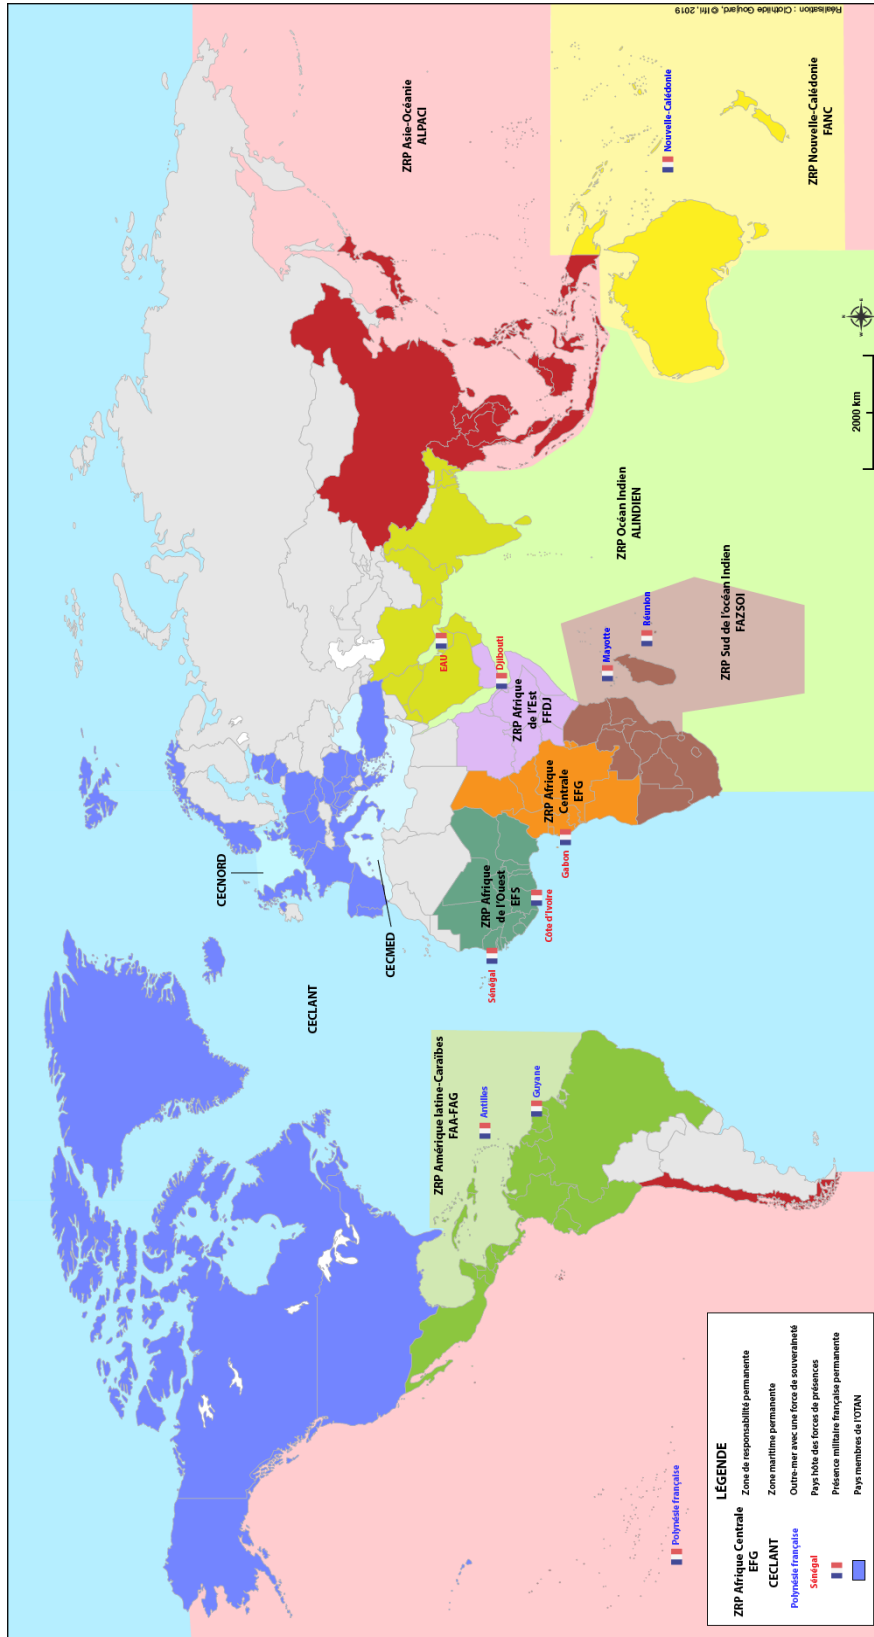 CECNORD
CECMED
CECLANT
ZRP Asie-Océanie
ALPACI
Nouvelle-Calédonie
ZRP Nouvelle-Calédonie
FANC
ZRP Océan Indien
ALINDIEN
ZRP Sud de l'océan Indien
FAZSOI
Mayotte
Réunion
EAU
Djibouti
ZRP Afrique
de l'Est
FFDJ
ZRP Afrique
Centrale
EFG
Gabon
ZRP Afrique
de l'Ouest
EFS
Côte d'Ivoire
Sénégal
ZRP Amérique latine-Caraïbes
FAA-FAG
Antilles
Guyane
Polynésie française
2000 km
N
E
S
W
LÉGENDE
ZRP Afrique Centrale
EFG
Zone de responsabilité permanente
CECLANT
Zone maritime permanente
Polynésie française
Outre-mer avec une force de souveraineté
Sénégal
Pays hôte des forces de présences
Présence militaire française permanente
Pays membres de l'OTAN
Réalisation : Clothilde Goujard, © Ifri, 2019